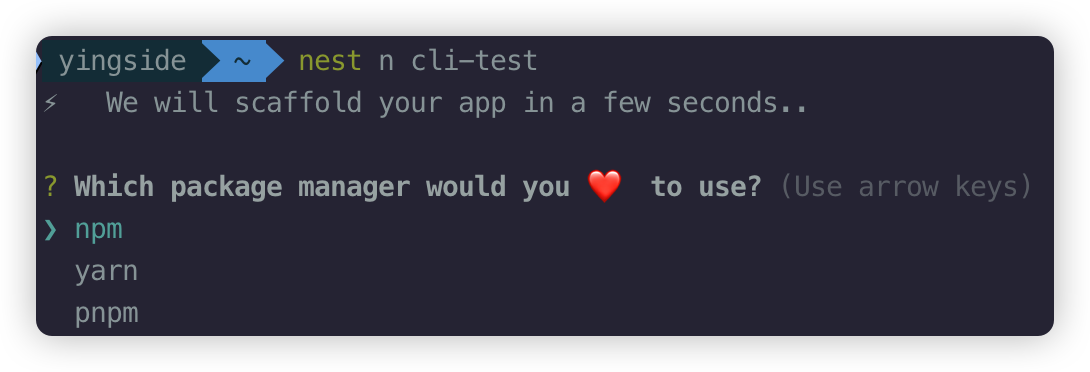 yingside ~ nest n cli-test
⚡ We will scaffold your app in a few seconds..
? Which package manager would you ❤️ to use? (Use arrow keys)
❯ npm
yarn
pnpm